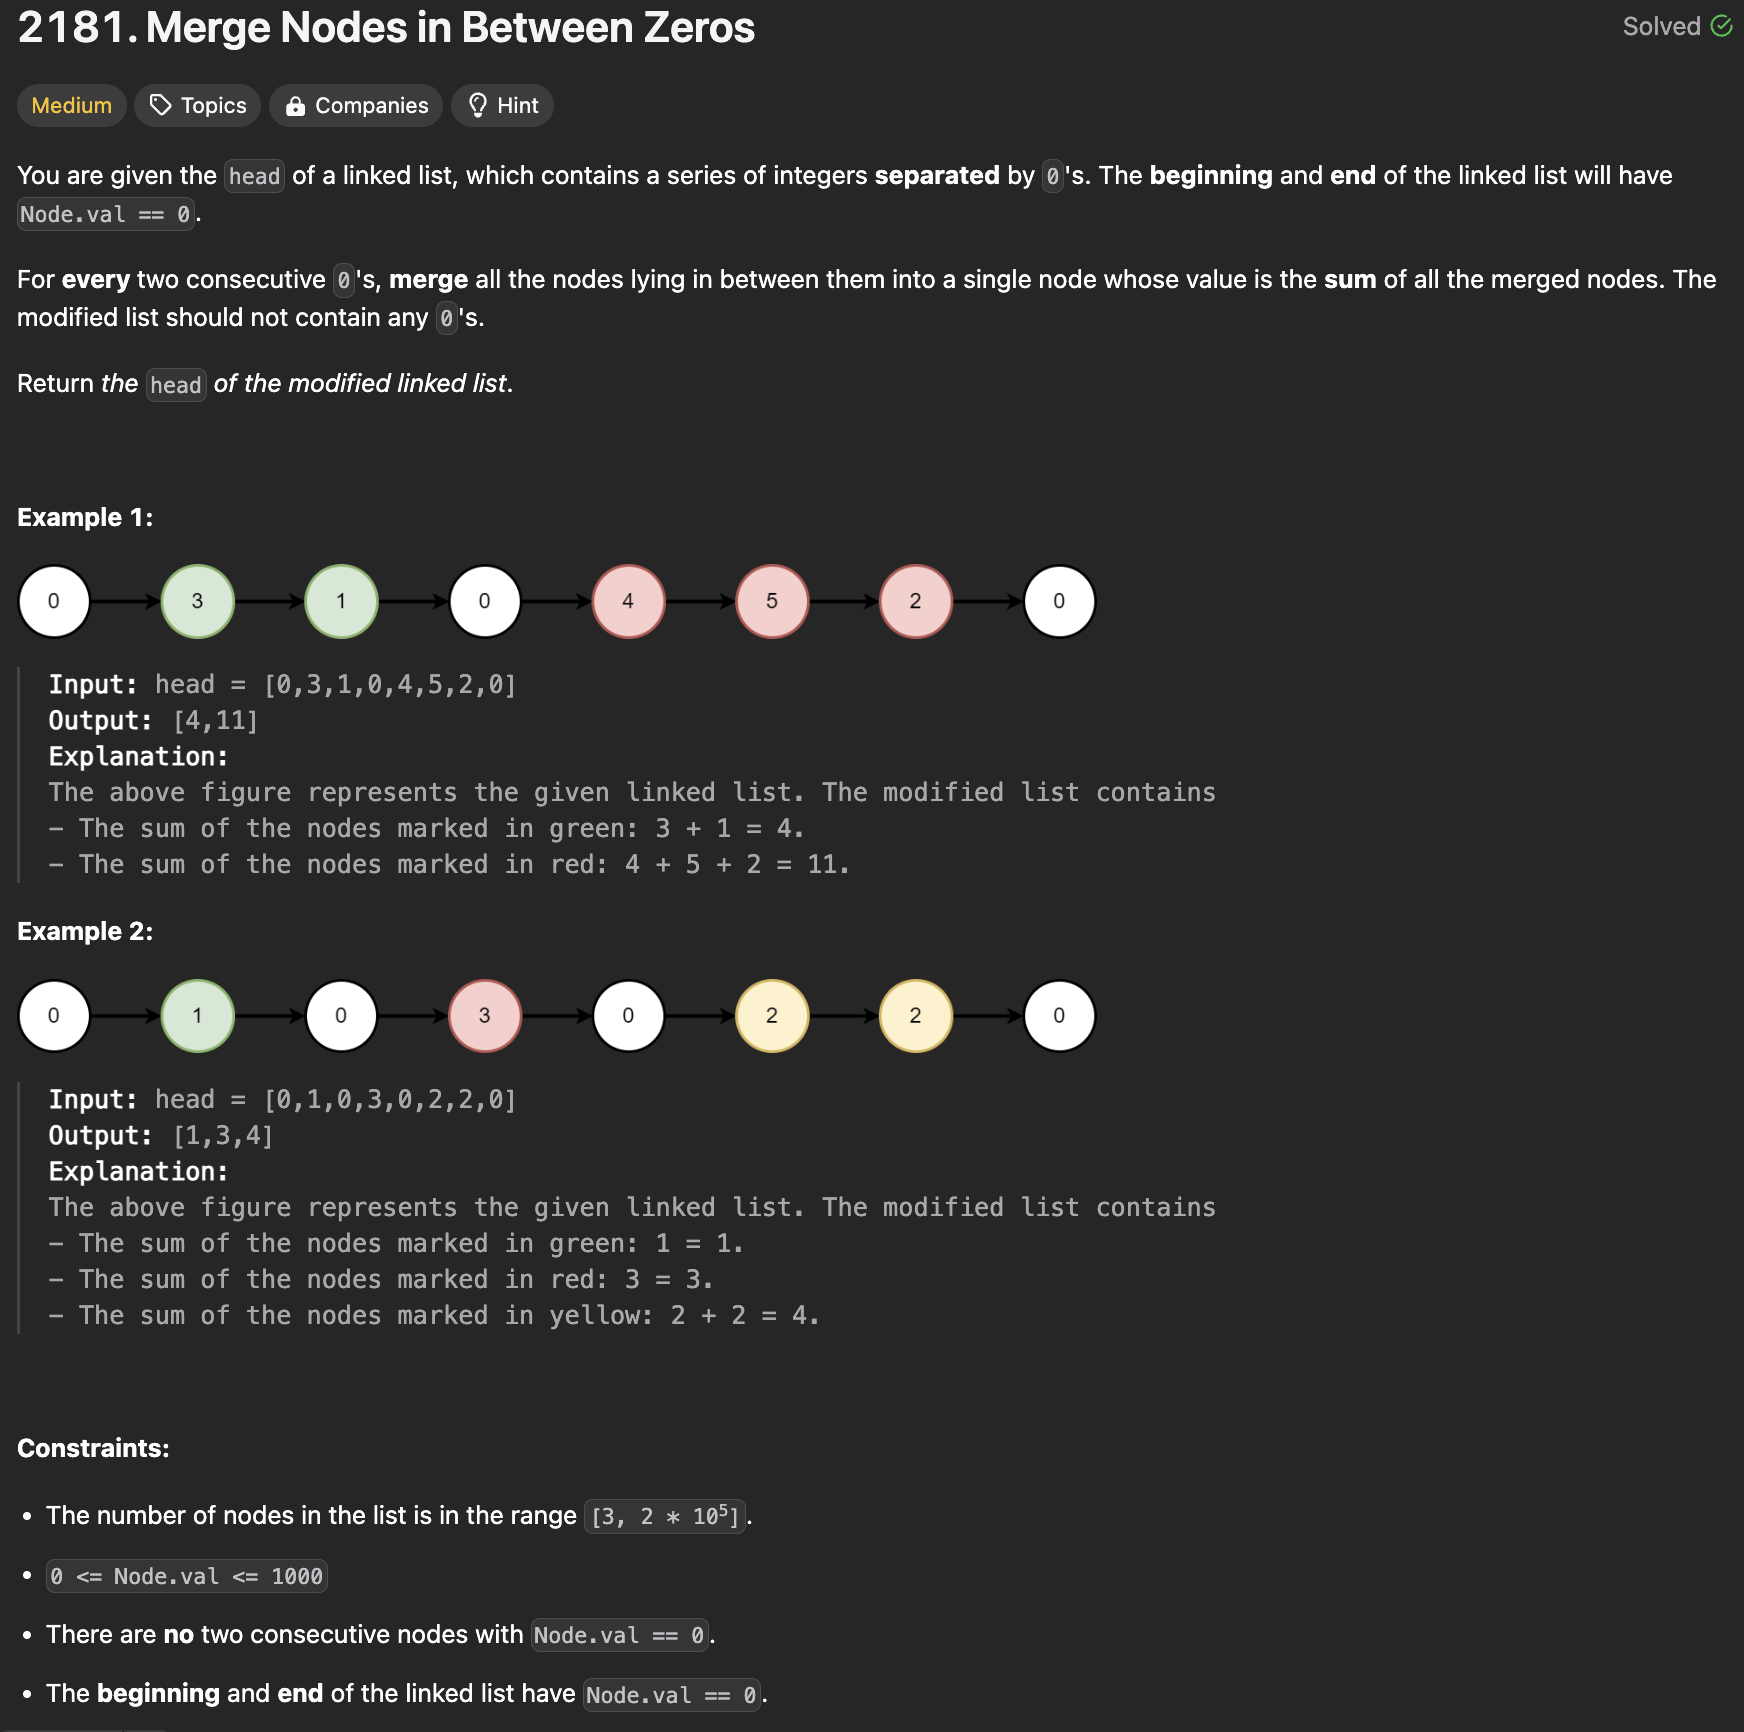 2181. Merge Nodes in Between Zeros
Solved
Medium Topics Companies Hint
You are given the head of a linked list, which contains a series of integers separated by 0's. The beginning and end of the linked list will have
Node.val == 0.
For every two consecutive 0's, merge all the nodes lying in between them into a single node whose value is the sum of all the merged nodes. The
modified list should not contain any 0's.
Return the head of the modified linked list.
Example 1:
0 3 1 0 4 5 2 0
Input: head = [0,3,1,0,4,5,2,0]
Output: [4,11]
Explanation:
The above figure represents the given linked list. The modified list contains
– The sum of the nodes marked in green: 3 + 1 = 4.
– The sum of the nodes marked in red: 4 + 5 + 2 = 11.
Example 2:
0 1 0 3 0 2 2 0
Input: head = [0,1,0,3,0,2,2,0]
Output: [1,3,4]
Explanation:
The above figure represents the given linked list. The modified list contains
– The sum of the nodes marked in green: 1 = 1.
– The sum of the nodes marked in red: 3 = 3.
– The sum of the nodes marked in yellow: 2 + 2 = 4.
Constraints:
• The number of nodes in the list is in the range [3, 2 * 10⁵].
• 0 <= Node.val <= 1000
• There are no two consecutive nodes with Node.val == 0.
• The beginning and end of the linked list have Node.val == 0.